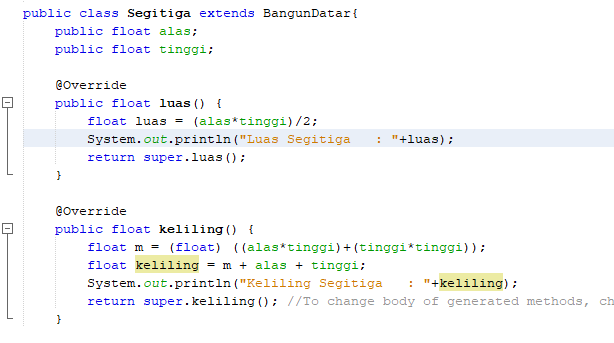 public class Segitiga extends BangunDatar{
public float alas;
public float tinggi;
@Override
public float luas() {
float luas = (alas*tinggi)/2;
System.out.println("Luas Segitiga   : "+luas);
return super.luas();
}
@Override
public float keliling() {
float m = (float) ((alas*tinggi)+(tinggi*tinggi));
float keliling = m + alas + tinggi;
System.out.println("Keliling Segitiga   : "+keliling);
return super.keliling(); //To change body of generated methods, ch
}